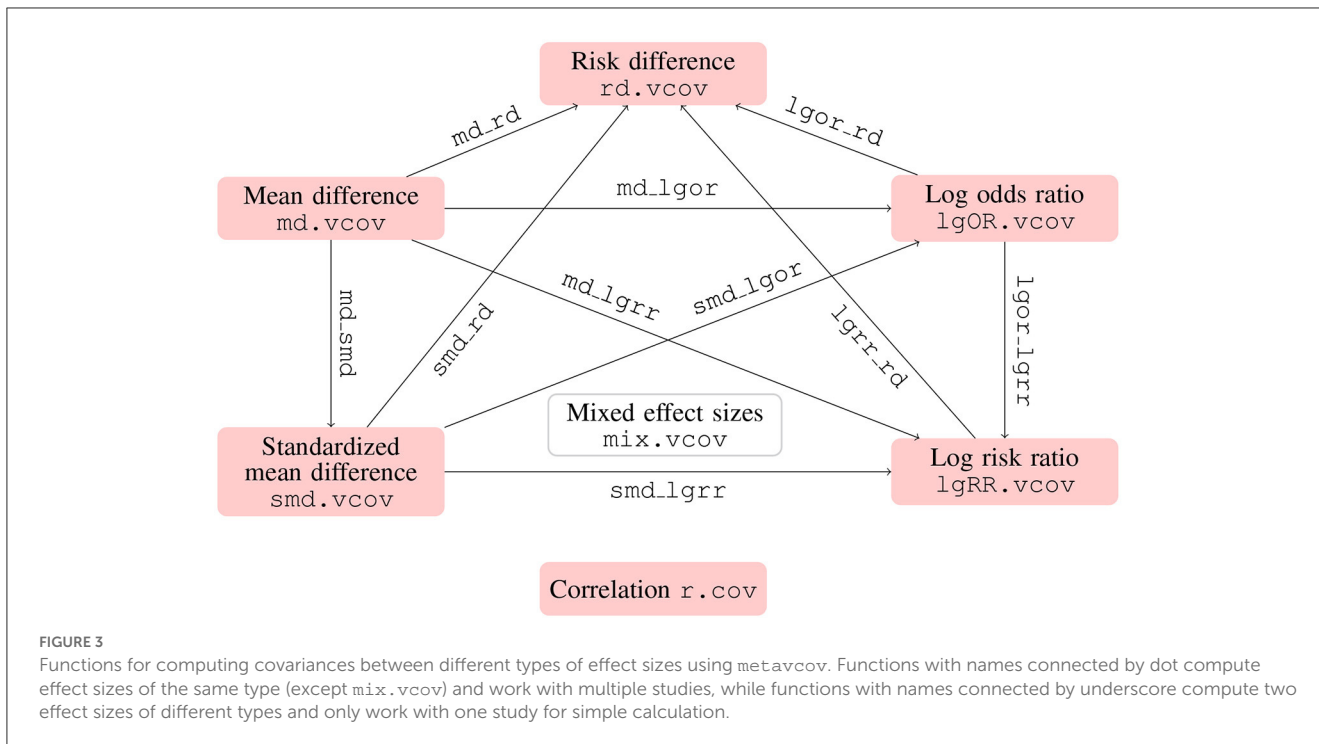 Risk difference
rd.vcov
md_rd
lgor_rd
Mean difference
md.vcov
md_lgor
Log odds ratio
lgOR.vcov
md_smd
smd_rd
md_lgrr
smd_lgor
lgrr_rd
lgor_lgrr
Mixed effect sizes
mix.vcov
Standardized
mean difference
smd.vcov
smd_lgrr
Log risk ratio
lgRR.vcov
Correlation r.cov
FIGURE 3
Functions for computing covariances between different types of effect sizes using metavcov. Functions with names connected by dot compute
effect sizes of the same type (except mix.vcov) and work with multiple studies, while functions with names connected by underscore compute two
effect sizes of different types and only work with one study for simple calculation.